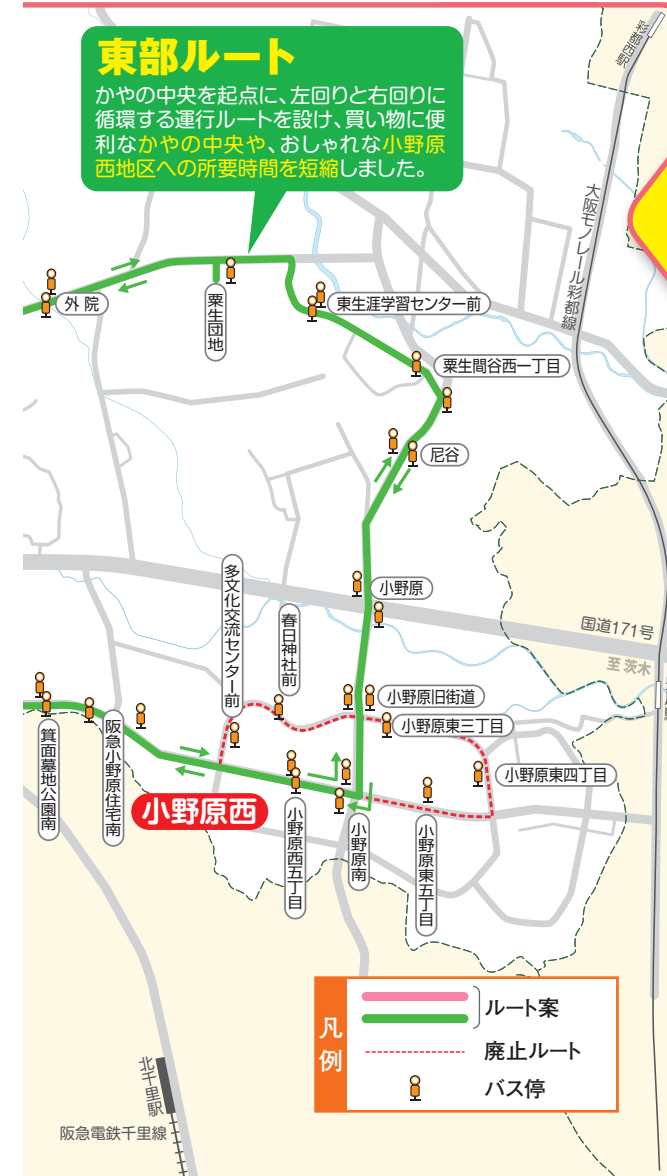 東部ルート
かやの中央を起点に、左回りと右回りに
循環する運行ルートを設け、買い物に便
利なかやの中央や、おしゃれな小野原
西地区への所要時間を短縮しました。
彩都西駅
大阪モノレール彩都線
外院
粟生団地
東生涯学習センター前
粟生間谷西一丁目
尼谷
小野原
国道171号
至 茨木
多文化交流センター前
春日神社前
小野原旧街道
小野原東三丁目
小野原東四丁目
箕面墓地公園南
阪急小野原住宅南
小野原西
小野原西五丁目
小野原南
小野原東五丁目
凡例
ルート案
廃止ルート
バス停
北千里駅
阪急電鉄千里線